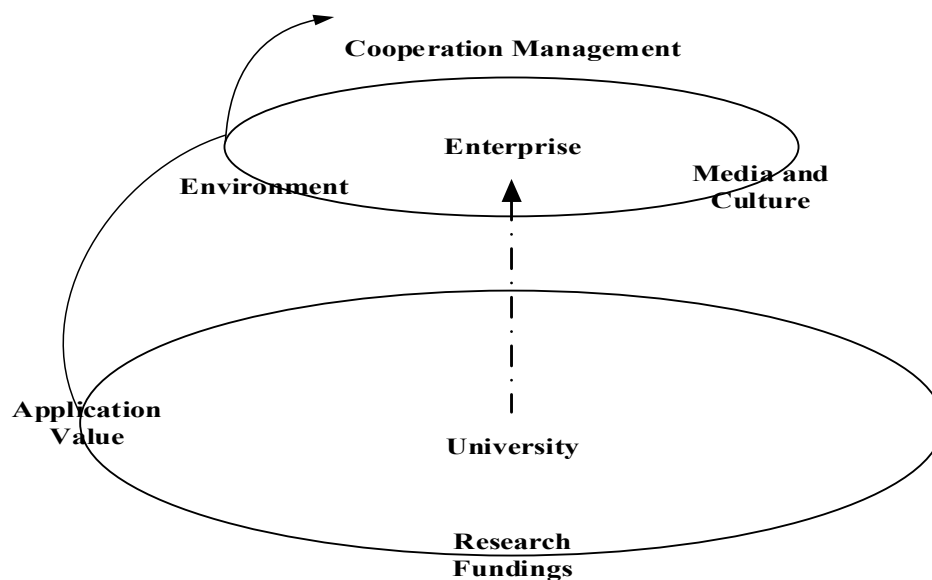 Cooperation Management
Enterprise
Environment
Media and
Culture
Application
Value
University
Research
Fundings